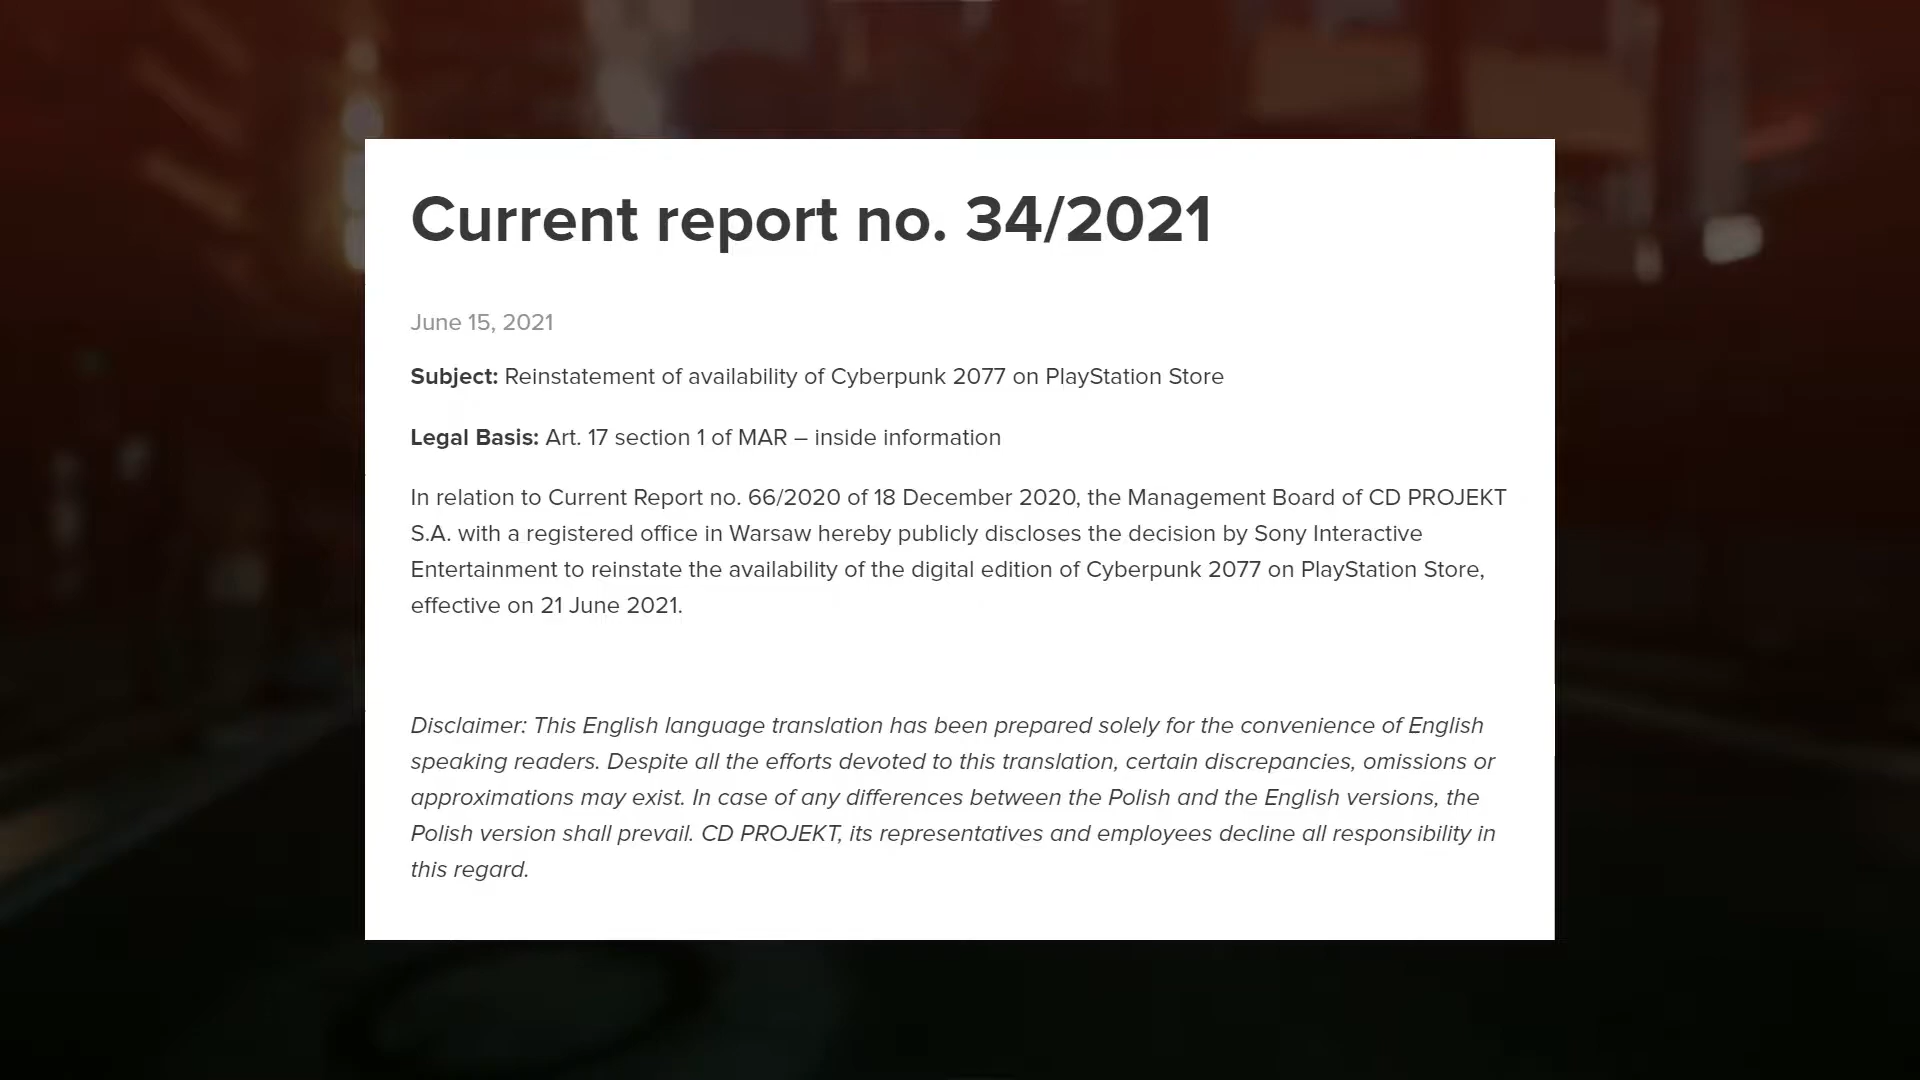 Current report no. 34/2021
June 15, 2021
Subject: Reinstatement of availability of Cyberpunk 2077 on PlayStation Store
Legal Basis: Art. 17 section 1 of MAR – inside information
In relation to Current Report no. 66/2020 of 18 December 2020, the Management Board of CD PROJEKT
S.A. with a registered office in Warsaw hereby publicly discloses the decision by Sony Interactive
Entertainment to reinstate the availability of the digital edition of Cyberpunk 2077 on PlayStation Store,
effective on 21 June 2021.
Disclaimer: This English language translation has been prepared solely for the convenience of English
speaking readers. Despite all the efforts devoted to this translation, certain discrepancies, omissions or
approximations may exist. In case of any differences between the Polish and the English versions, the
Polish version shall prevail. CD PROJEKT, its representatives and employees decline all responsibility in
this regard.